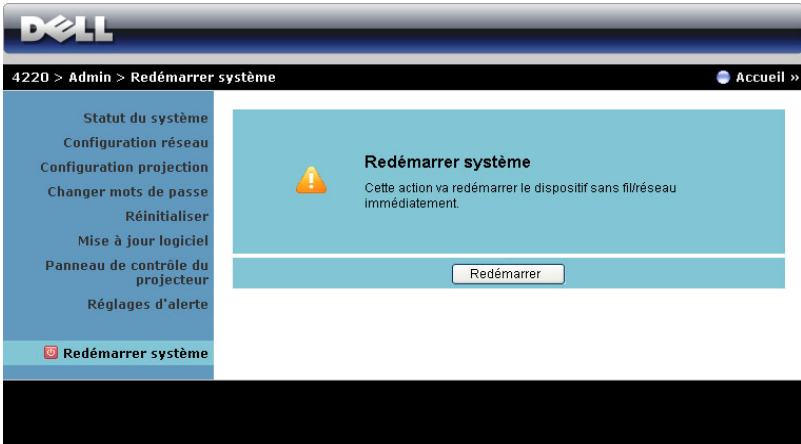 DELL
4220 > Admin > Redémarrer système
Accueil »
Statut du système
Configuration réseau
Configuration projection
Changer mots de passe
Réinitialiser
Mise à jour logiciel
Panneau de contrôle du
projecteur
Réglages d'alerte
Redémarrer système
Redémarrer système
Cette action va redémarrer le dispositif sans fil/réseau
immédiatement.
Redémarrer